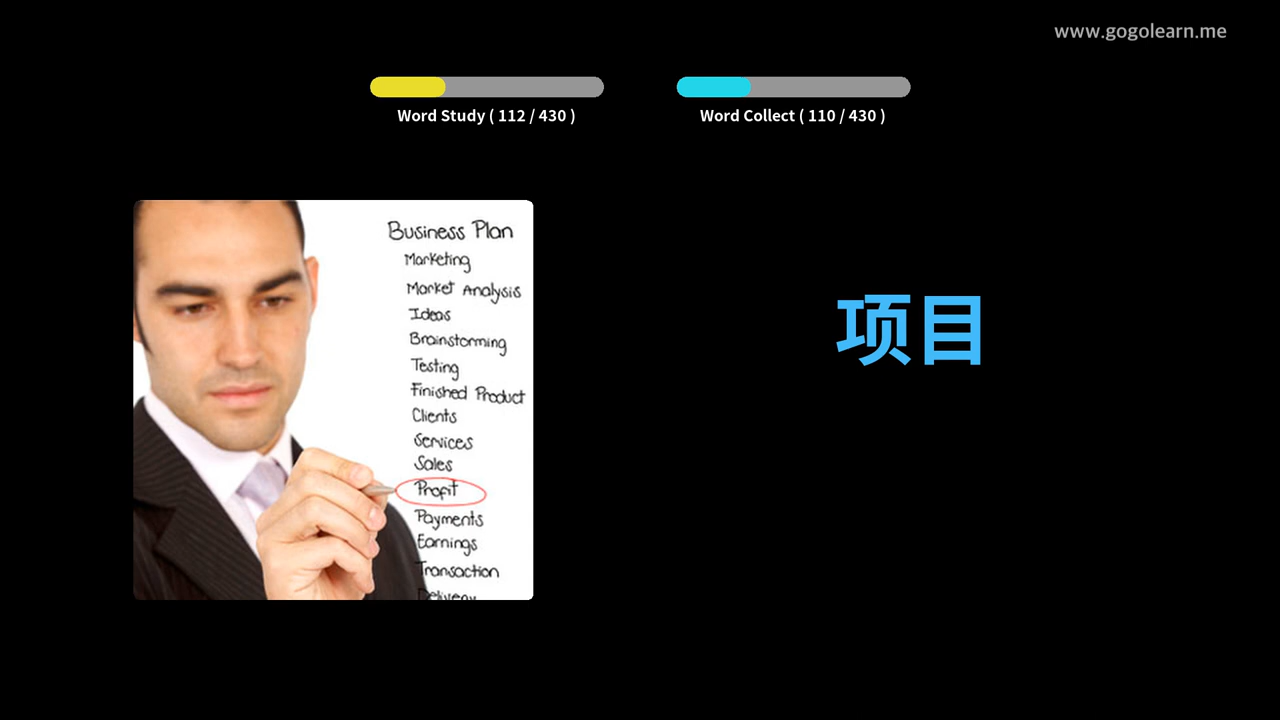 www.gogolearn.me
Word Study ( 112 / 430 )
Word Collect ( 110 / 430 )
Business Plan
Marketing
Market Analysis
Ideas
Brainstorming
Testing
Finished Product
Clients
Services
Sales
Profit
Payments
Earnings
Transaction
Delivery
项目